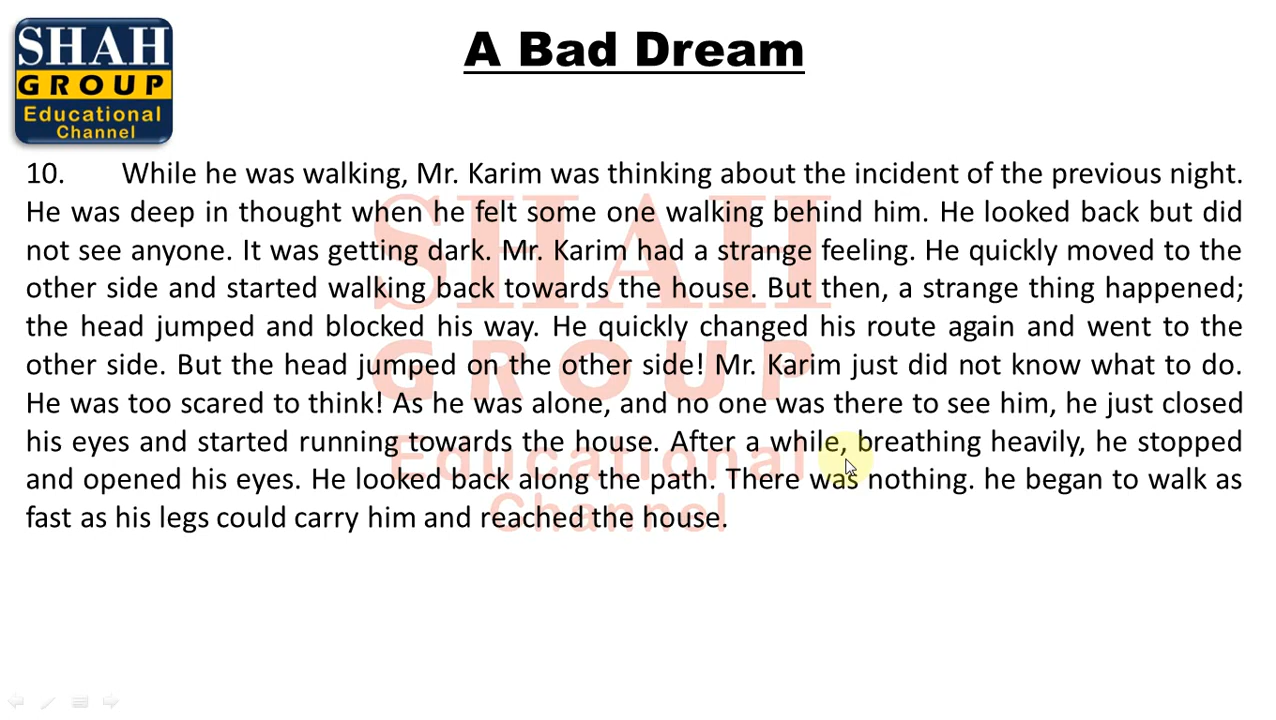 SHAH
GROUP
Educational
Channel
A Bad Dream
10. While he was walking, Mr. Karim was thinking about the incident of the previous night.
He was deep in thought when he felt some one walking behind him. He looked back but did
not see anyone. It was getting dark. Mr. Karim had a strange feeling. He quickly moved to the
other side and started walking back towards the house. But then, a strange thing happened;
the head jumped and blocked his way. He quickly changed his route again and went to the
other side. But the head jumped on the other side! Mr. Karim just did not know what to do.
He was too scared to think! As he was alone, and no one was there to see him, he just closed
his eyes and started running towards the house. After a while, breathing heavily, he stopped
and opened his eyes. He looked back along the path. There was nothing. he began to walk as
fast as his legs could carry him and reached the house.
SHAH
GROUP
Educational
Channel